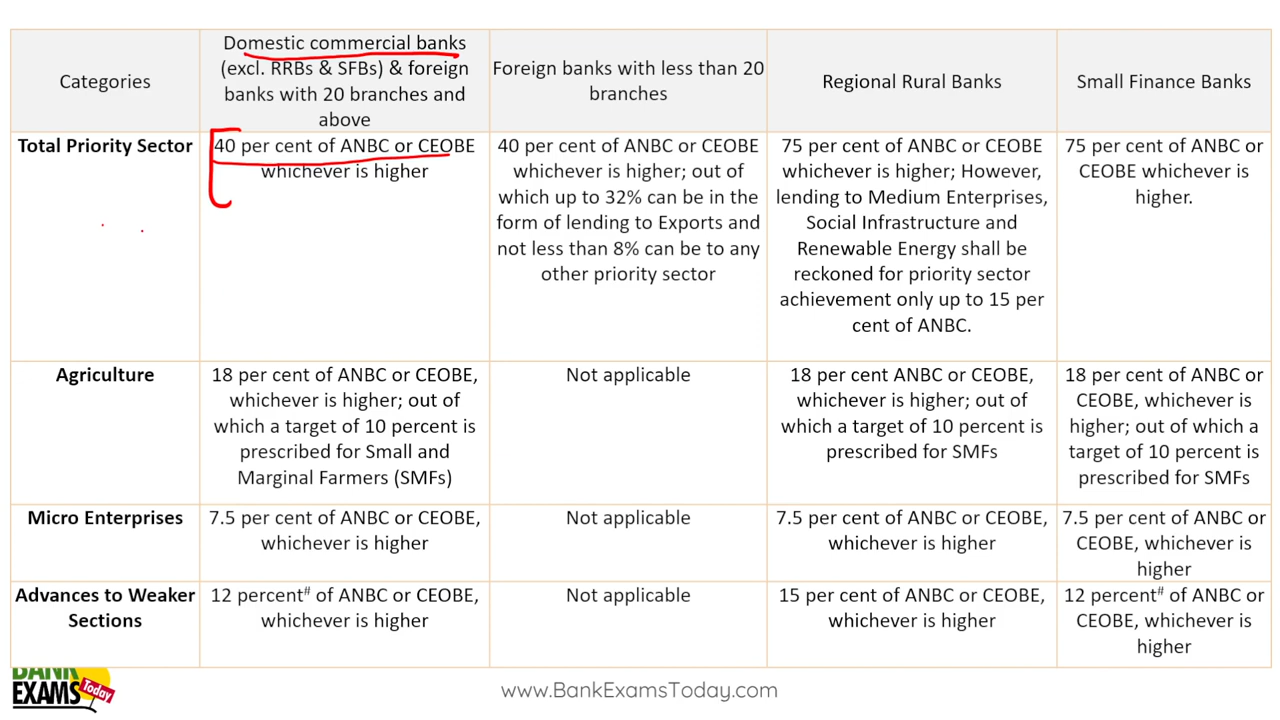 Categories
Domestic commercial banks
(excl. RRBs & SFBs) & foreign
banks with 20 branches and
above
Foreign banks with less than 20
branches
Regional Rural Banks
Small Finance Banks
Total Priority Sector
40 per cent of ANBC or CEOBE
whichever is higher
40 per cent of ANBC or CEOBE
whichever is higher; out of
which up to 32% can be in the
form of lending to Exports and
not less than 8% can be to any
other priority sector
75 per cent of ANBC or CEOBE
whichever is higher; However,
lending to Medium Enterprises,
Social Infrastructure and
Renewable Energy shall be
reckoned for priority sector
achievement only up to 15 per
cent of ANBC.
75 per cent of ANBC or
CEOBE whichever is
higher.
Agriculture
18 per cent of ANBC or CEOBE,
whichever is higher; out of
which a target of 10 percent is
prescribed for Small and
Marginal Farmers (SMFs)
Not applicable
18 per cent ANBC or CEOBE,
whichever is higher; out of
which a target of 10 percent is
prescribed for SMFs
18 per cent of ANBC or
CEOBE, whichever is
higher; out of which a
target of 10 percent is
prescribed for SMFs
Micro Enterprises
7.5 per cent of ANBC or CEOBE,
whichever is higher
Not applicable
7.5 per cent of ANBC or CEOBE,
whichever is higher
7.5 per cent of ANBC or
CEOBE, whichever is
higher
Advances to Weaker
Sections
12 percent# of ANBC or CEOBE,
whichever is higher
Not applicable
15 per cent of ANBC or CEOBE,
whichever is higher
12 percent# of ANBC or
CEOBE, whichever is
higher
BANK
EXAMS Today
www.BankExamsToday.com